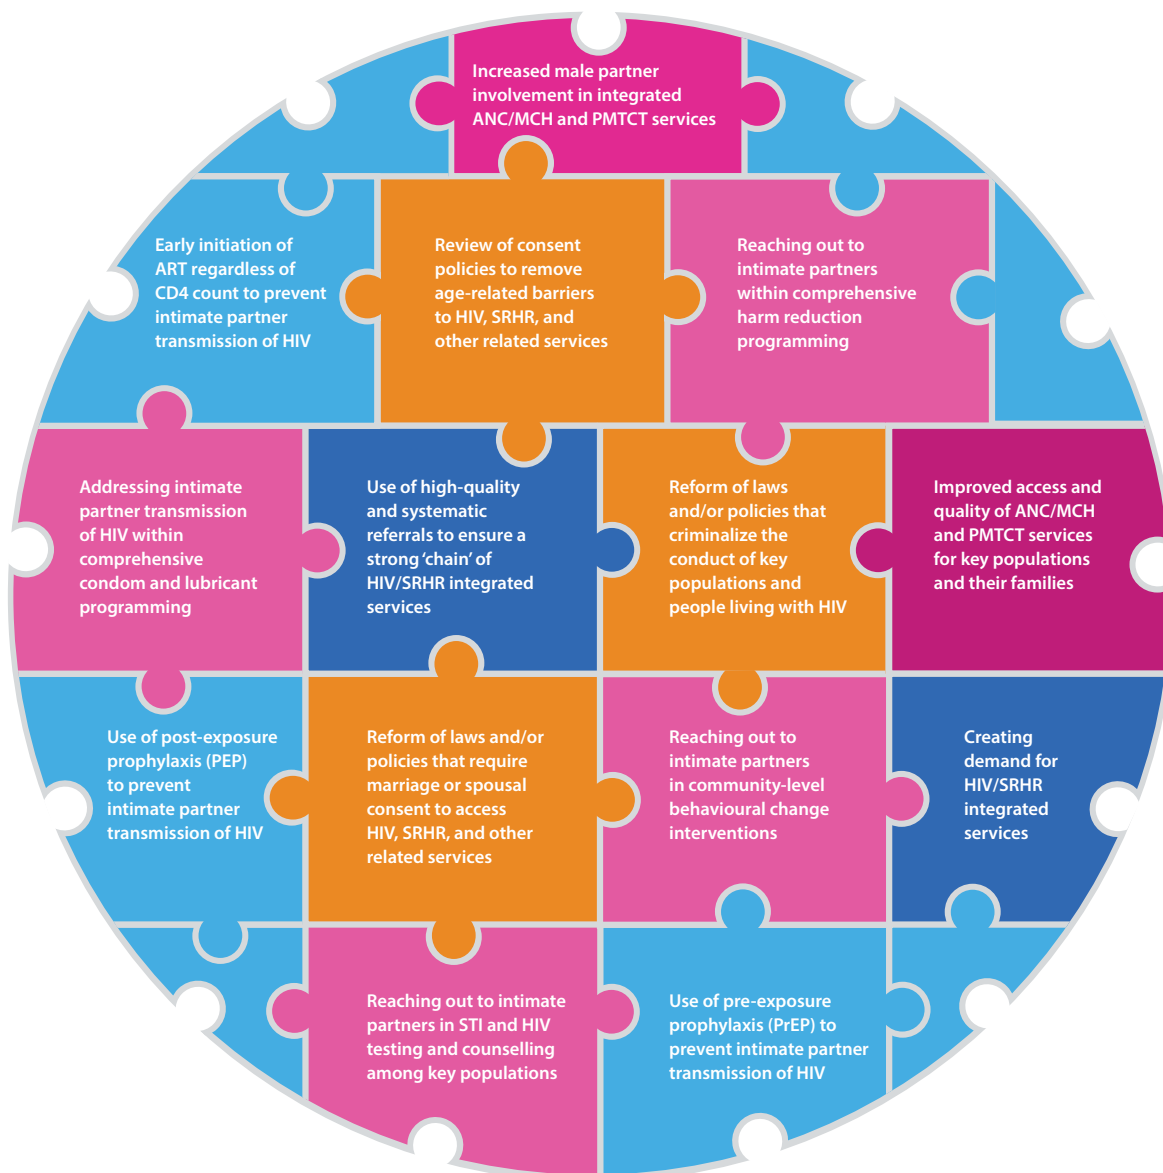 Increased male partner
involvement in integrated
ANC/MCH and PMTCT services
Early initiation of
ART regardless of
CD4 count to prevent
intimate partner
transmission of HIV
Review of consent
policies to remove
age-related barriers
to HIV, SRHR, and
other related services
Reaching out to
intimate partners
within comprehensive
harm reduction
programming
Addressing intimate
partner transmission
of HIV within
comprehensive
condom and lubricant
programming
Use of high-quality
and systematic
referrals to ensure a
strong ‘chain’ of
HIV/SRHR integrated
services
Reform of laws
and/or policies that
criminalize the
conduct of key
populations and
people living with HIV
Improved access and
quality of ANC/MCH
and PMTCT services
for key populations
and their families
Use of post-exposure
prophylaxis (PEP)
to prevent
intimate partner
transmission of HIV
Reform of laws and/or
policies that require
marriage or spousal
consent to access
HIV, SRHR, and other
related services
Reaching out to
intimate partners
in community-level
behavioural change
interventions
Creating
demand for
HIV/SRHR
integrated
services
Reaching out to intimate
partners in STI and HIV
testing and counselling
among key populations
Use of pre-exposure
prophylaxis (PrEP) to
prevent intimate partner
transmission of HIV